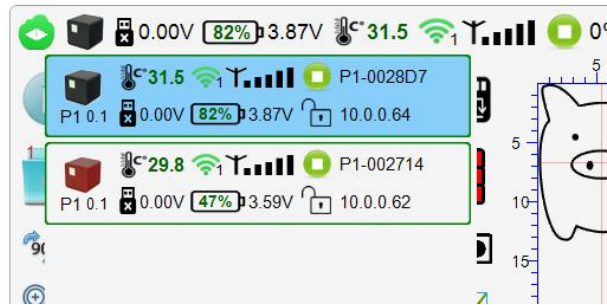 0.00V 82% 3.87V C° 31.5 1 0°
C° 31.5 1 P1-0028D7
P1 0.1 0.00V 82% 3.87V 10.0.0.64
C° 29.8 1 P1-002714
P1 0.1 0.00V 47% 3.59V 10.0.0.62
1
90
5
5
10
15